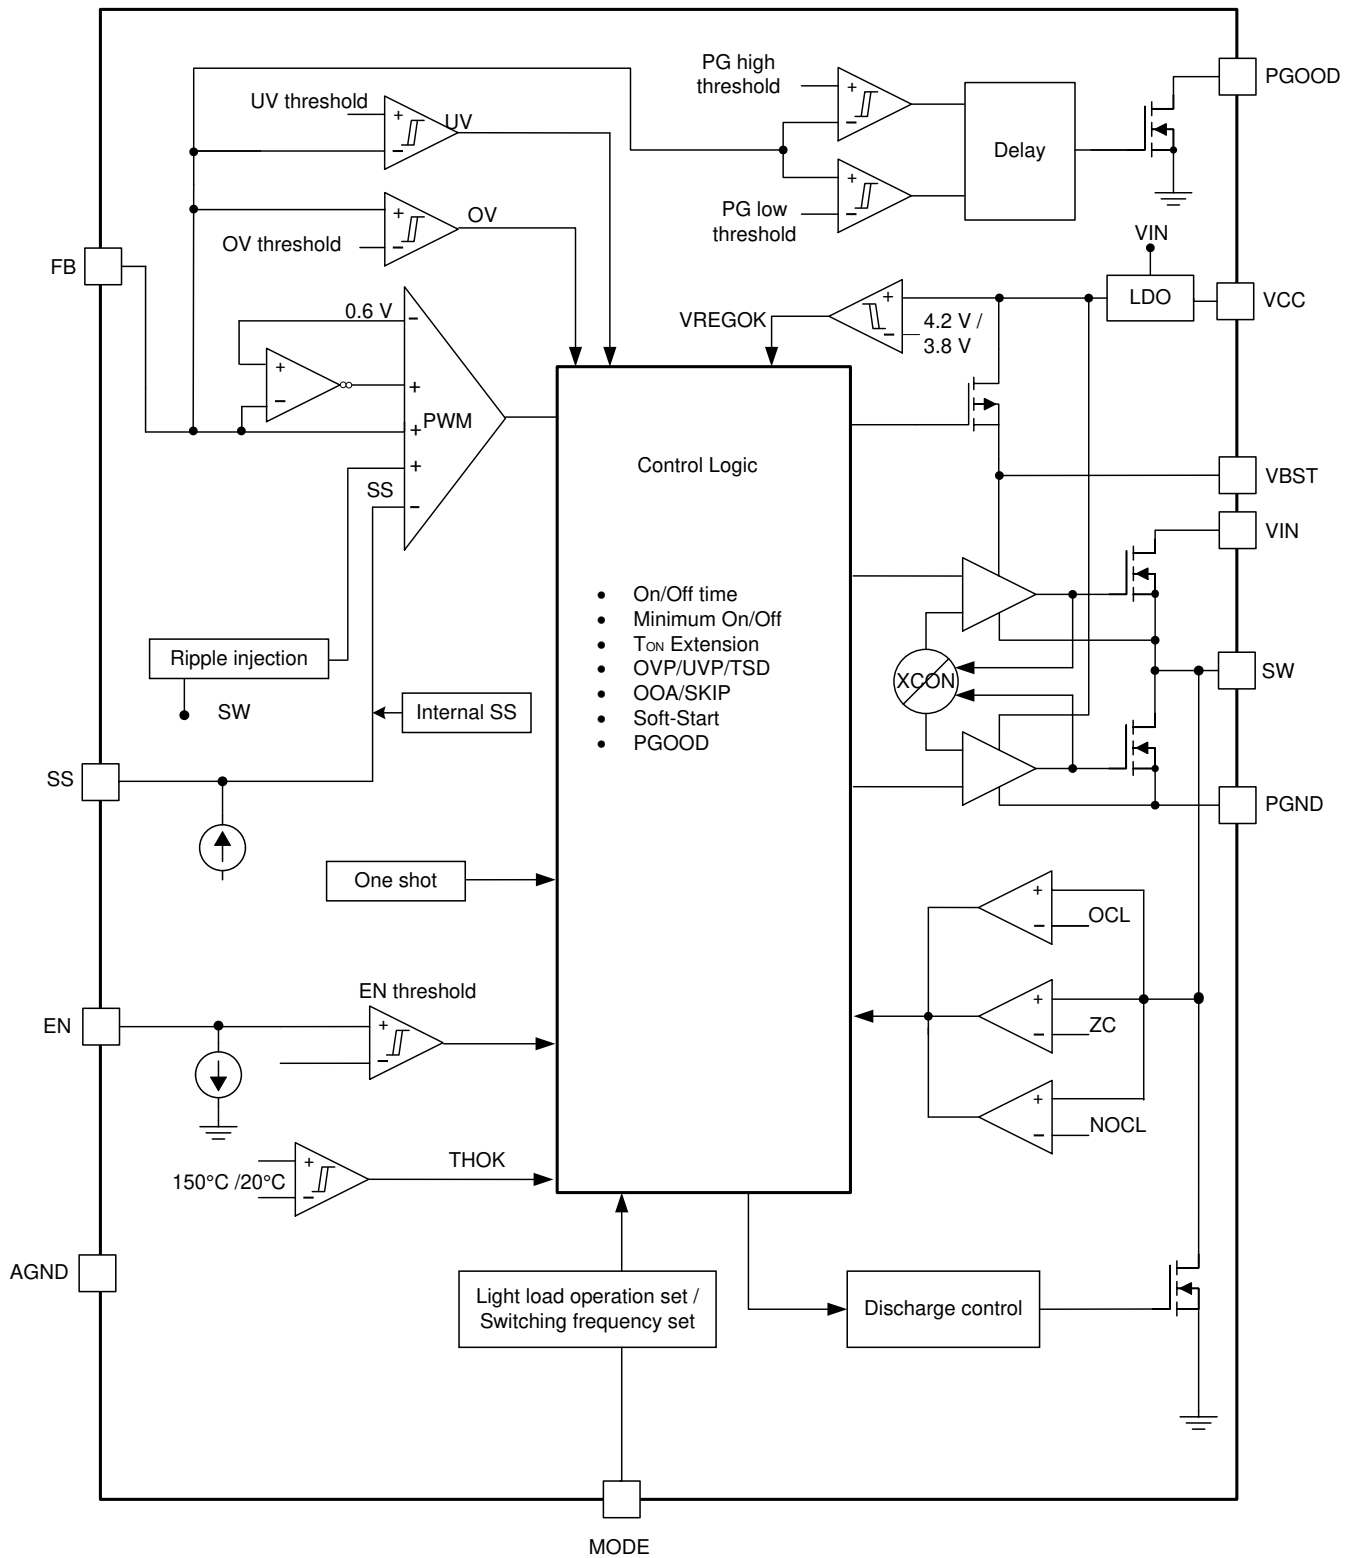 PG high
threshold
PGOOD
UV threshold
+
UV
−
+
−
Delay
+
−
PG low
threshold
+
OV
OV threshold
−
VIN
FB
LDO
VCC
0.6 V
−
VREGOK
+
−
4.2 V /
3.8 V
+
−
+
+
PWM
+
SS
−
Control Logic
VBST
VIN
• On/Off time
• Minimum On/Off
• TON Extension
• OVP/UVP/TSD
• OOA/SKIP
• Soft-Start
• PGOOD
Ripple injection
SW
Internal SS
XCON
SW
SS
PGND
One shot
+
−
OCL
EN threshold
EN
+
−
+
−
ZC
+
−
NOCL
+
−
150°C /20°C
THOK
AGND
Light load operation set /
Switching frequency set
Discharge control
MODE